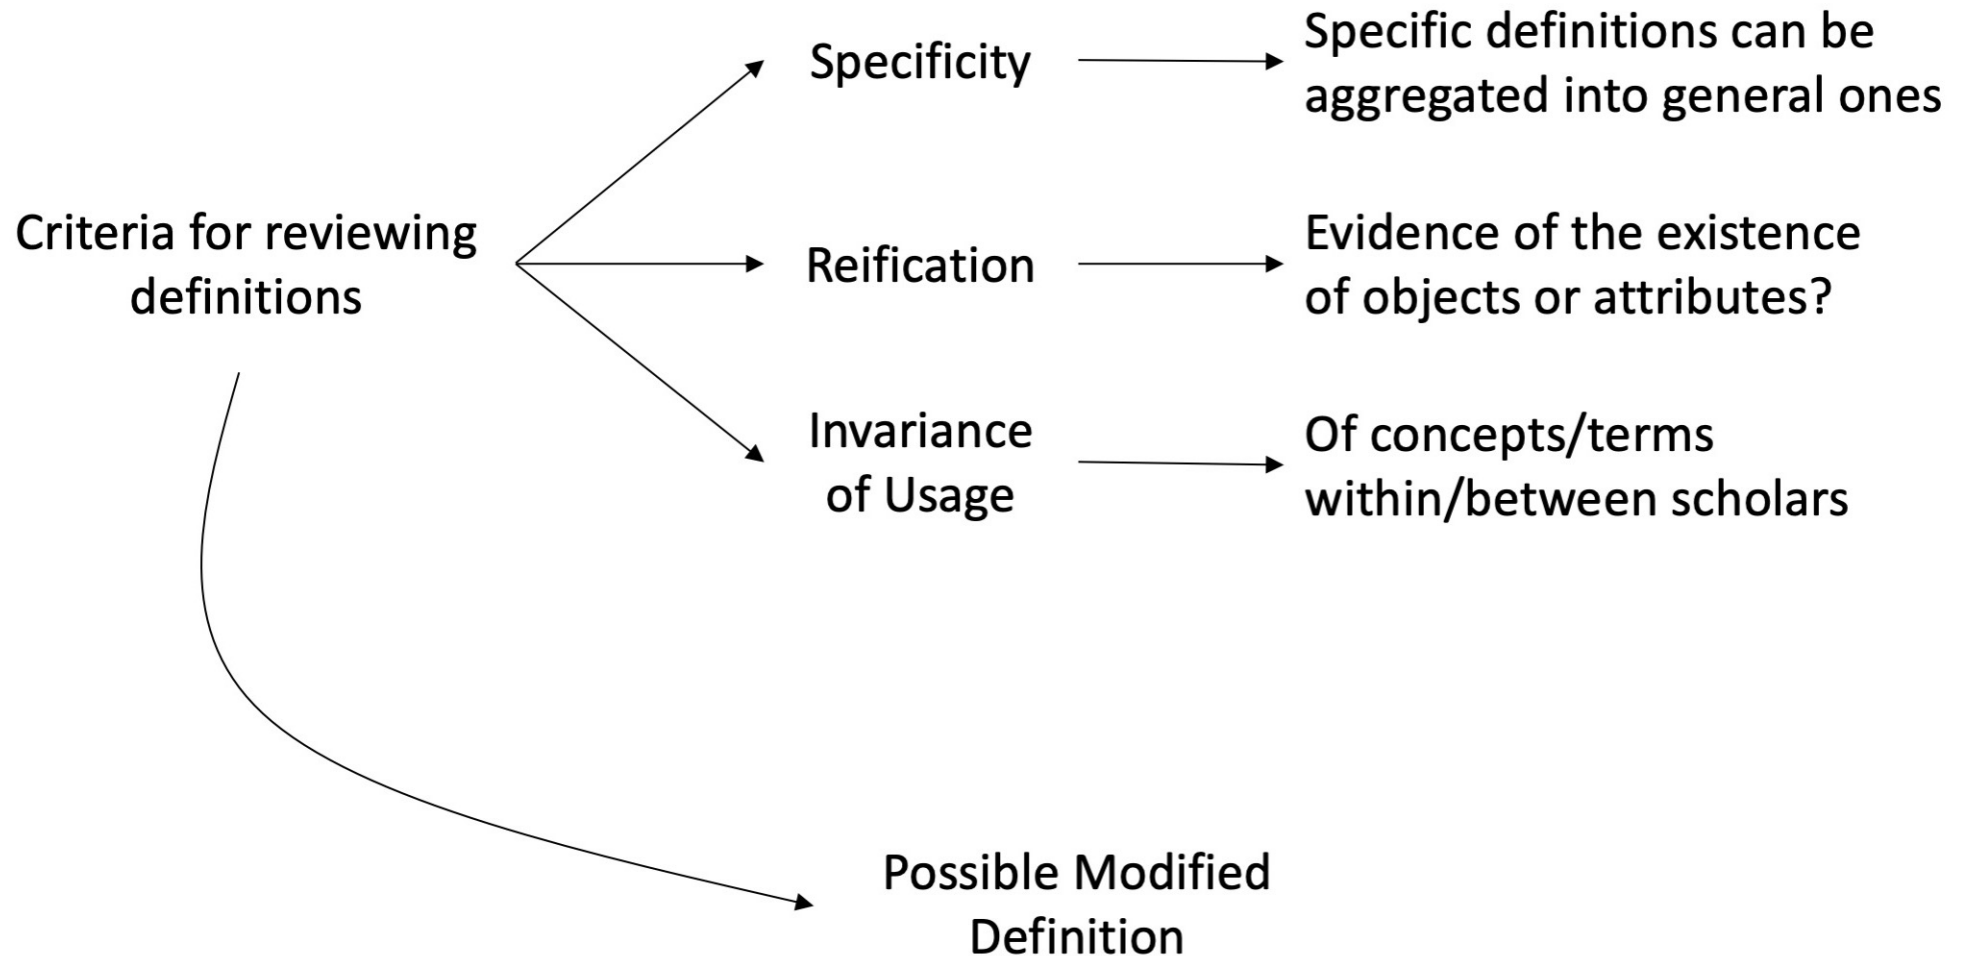 Criteria for reviewing
definitions
Specificity
Specific definitions can be
aggregated into general ones
Reification
Evidence of the existence
of objects or attributes?
Invariance
of Usage
Of concepts/terms
within/between scholars
Possible Modified
Definition